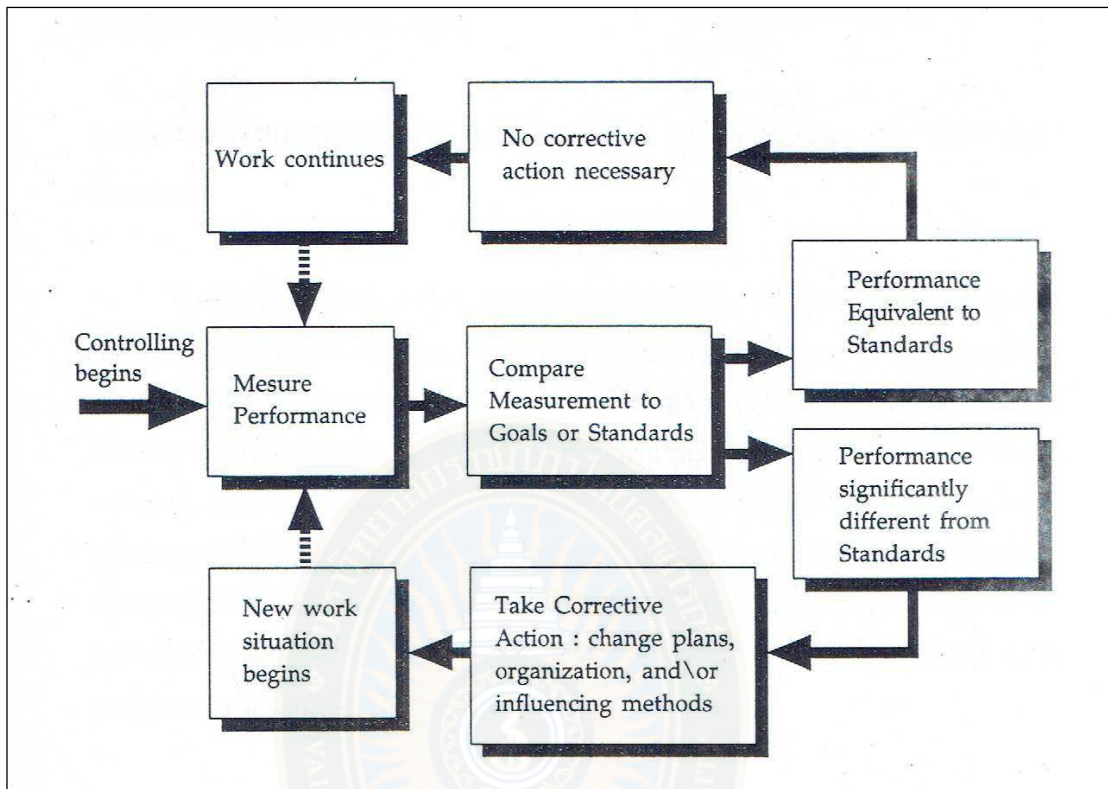 Work continues
No corrective
action necessary
Performance
Equivalent to
Standards
Controlling
begins
Mesure
Performance
Compare
Measurement to
Goals or Standards
Performance
significantly
different from
Standards
New work
situation
begins
Take Corrective
Action : change plans,
organization, and\or
influencing methods